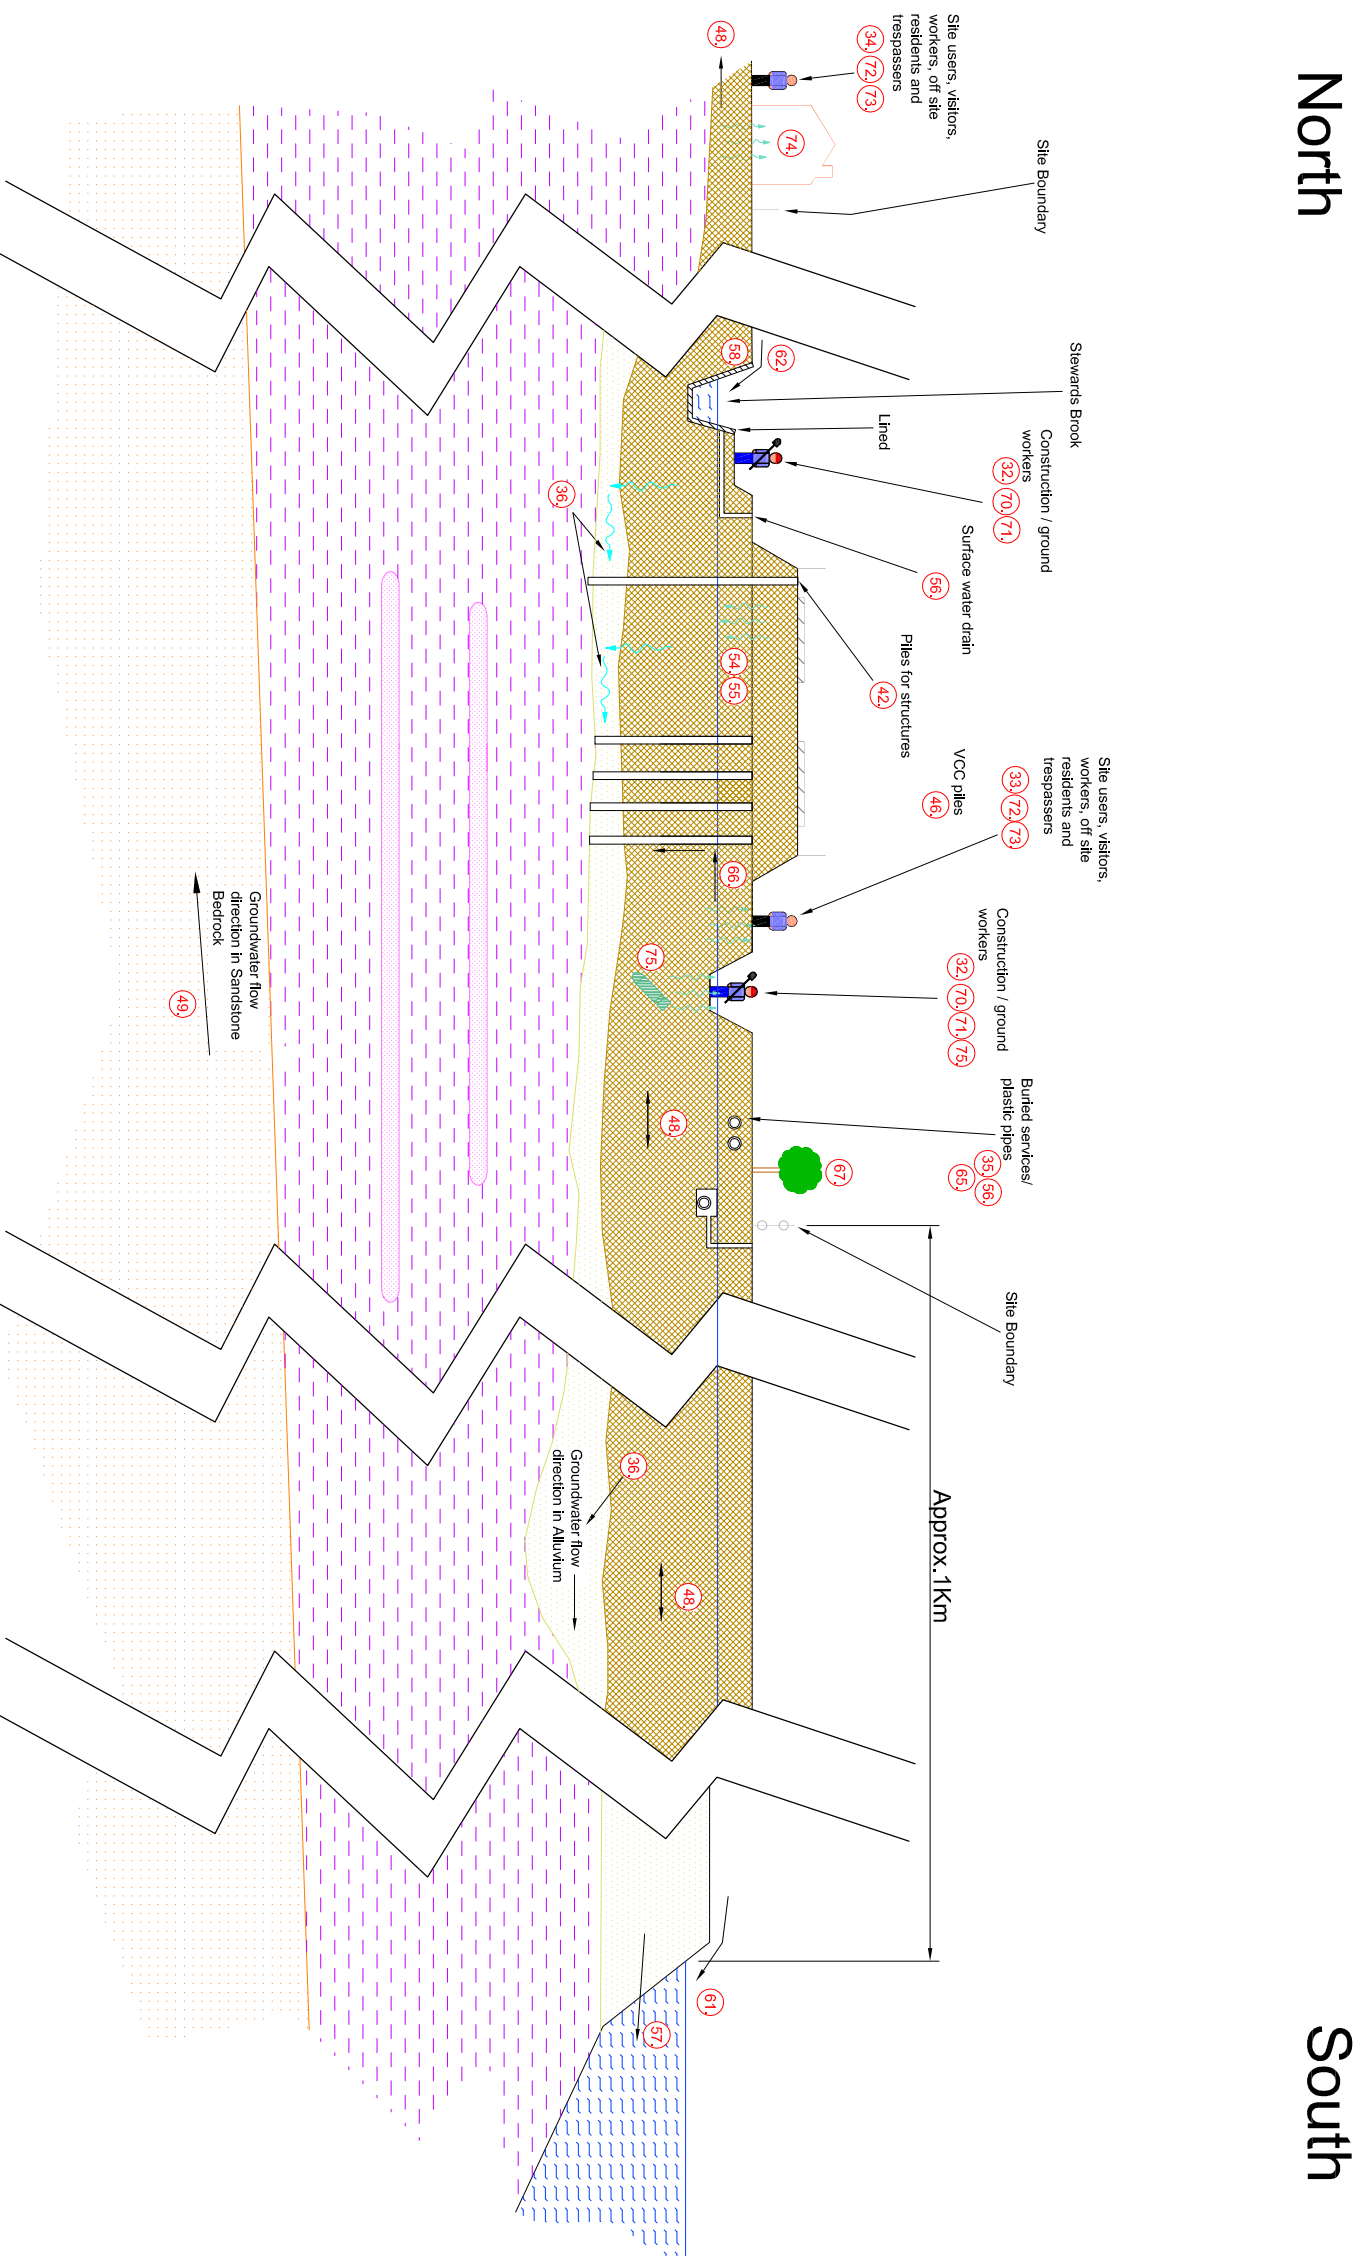 North
South
Site users, visitors,
workers, off site
residents and
trespassers
34. 72. 73.
48.
74.
Site Boundary
Stewards Brook
62.
58.
Lined
Construction / ground
workers
32. 70. 71.
Surface water drain
56.
36.
Piles for structures
42.
54.
55.
VCC piles
46.
Site users, visitors,
workers, off site
residents and
trespassers
33. 72. 73.
66.
Construction / ground
workers
32. 70. 71. 75.
75.
Buried services/
plastic pipes
35. 56.
65.
67.
48.
Site Boundary
Approx.1Km
Groundwater flow
direction in Sandstone
Bedrock
49.
36.
Groundwater flow
direction in Alluvium
48.
61.
57.